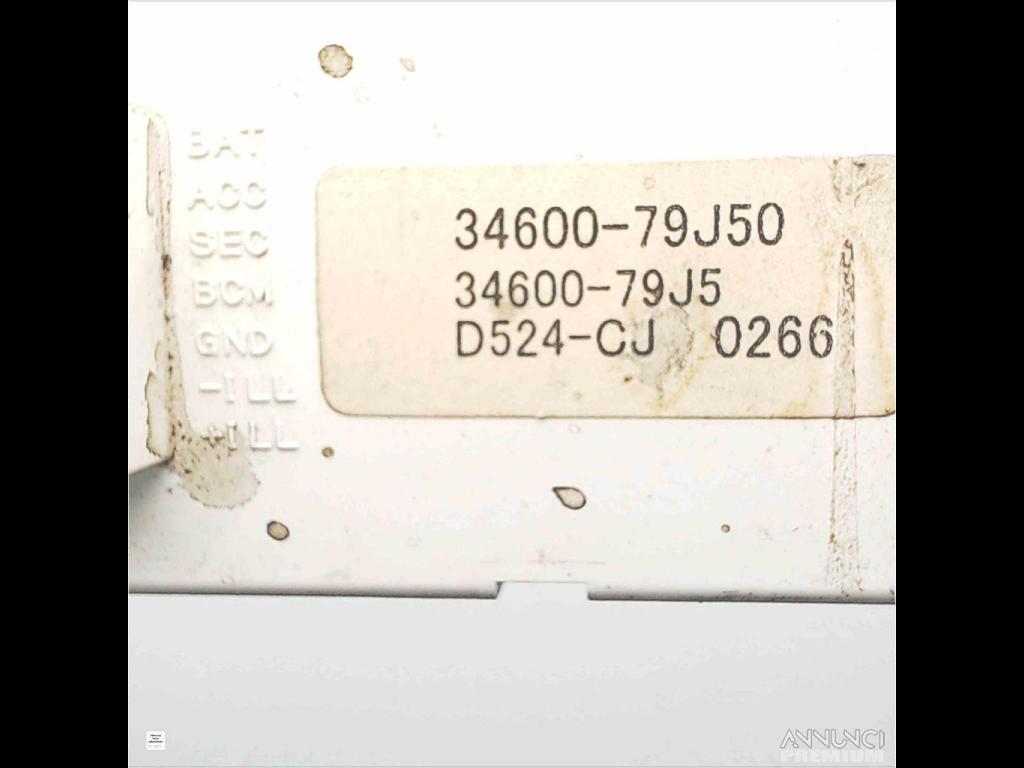 BAT
ACC
SEC
BCM
GND
-ILL
+ILL
34600-79J50
34600-79J5
D524-CJ 0266
ANNUNCI
PREMIUM